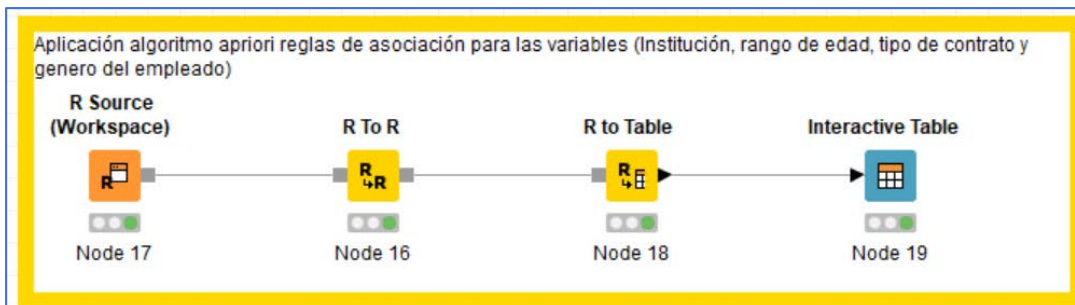 Aplicación algoritmo apriori reglas de asociación para las variables (Institución, rango de edad, tipo de contrato y
genero del empleado)
R Source
(Workspace)
R To R
R to Table
Interactive Table
R
R
R
R
Node 17
Node 16
Node 18
Node 19